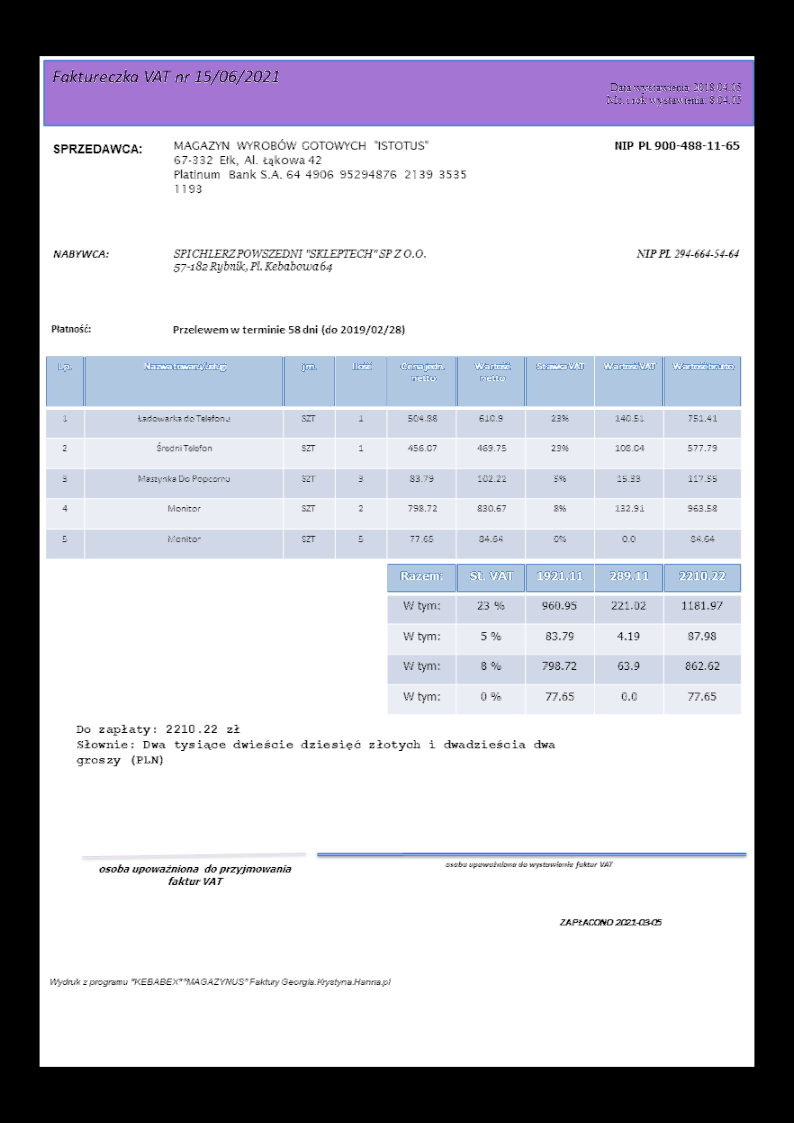 Faktureczka VAT nr 15/06/2021
Data wystawienia: 2018.04.05
M-c i rok wystawienia: 8.04.05
SPRZEDAWCA: MAGAZYN WYROBÓW GOTOWYCH "ISTOTUS" NIP PL 900-488-11-65
67-332 Ełk, Al. Łąkowa 42
Platinum Bank S.A. 64 4906 95294876 2139 3535
1193
NABYWCA: SPICHLERZ POWSZEDNI "SKLEPTECH" SP Z O.O. NIP PL 294-664-54-64
57-182 Rybnik, Pl. Kebabowa 64
Płatność: Przelewem w terminie 58 dni (do 2019/02/28)
Lp. Nazwa towaru/usług jm. Ilość Cena jedn. netto Wartość netto Stawka VAT Wartość VAT Wartość brutto
1 Ładowarka do Telefonu SZT 1 504.88 610.9 23% 140.51 751.41
2 Średni Telefon SZT 1 456.07 469.75 23% 108.04 577.79
3 Maszynka Do Popcornu SZT 3 83.79 102.22 5% 15.33 117.55
4 Monitor SZT 2 798.72 830.67 8% 132.91 963.58
5 Monitor SZT 5 77.65 84.64 0% 0.0 84.64
Razem: St. VAT 1921.11 289.11 2210.22
W tym: 23 % 960.95 221.02 1181.97
W tym: 5 % 83.79 4.19 87.98
W tym: 8 % 798.72 63.9 862.62
W tym: 0 % 77.65 0.0 77.65
Do zapłaty: 2210.22 zł
Słownie: Dwa tysiące dwieście dziesięć złotych i dwadzieścia dwa
groszy (PLN)
osoba upoważniona do przyjmowania
faktur VAT
osoba upoważniona do wystawienia faktur VAT
ZAPŁACONO 2021-03-05
Wydruk z programu "KEBABEX" "MAGAZYNUS" Faktury Georgia.Krystyna.Hanna.pl